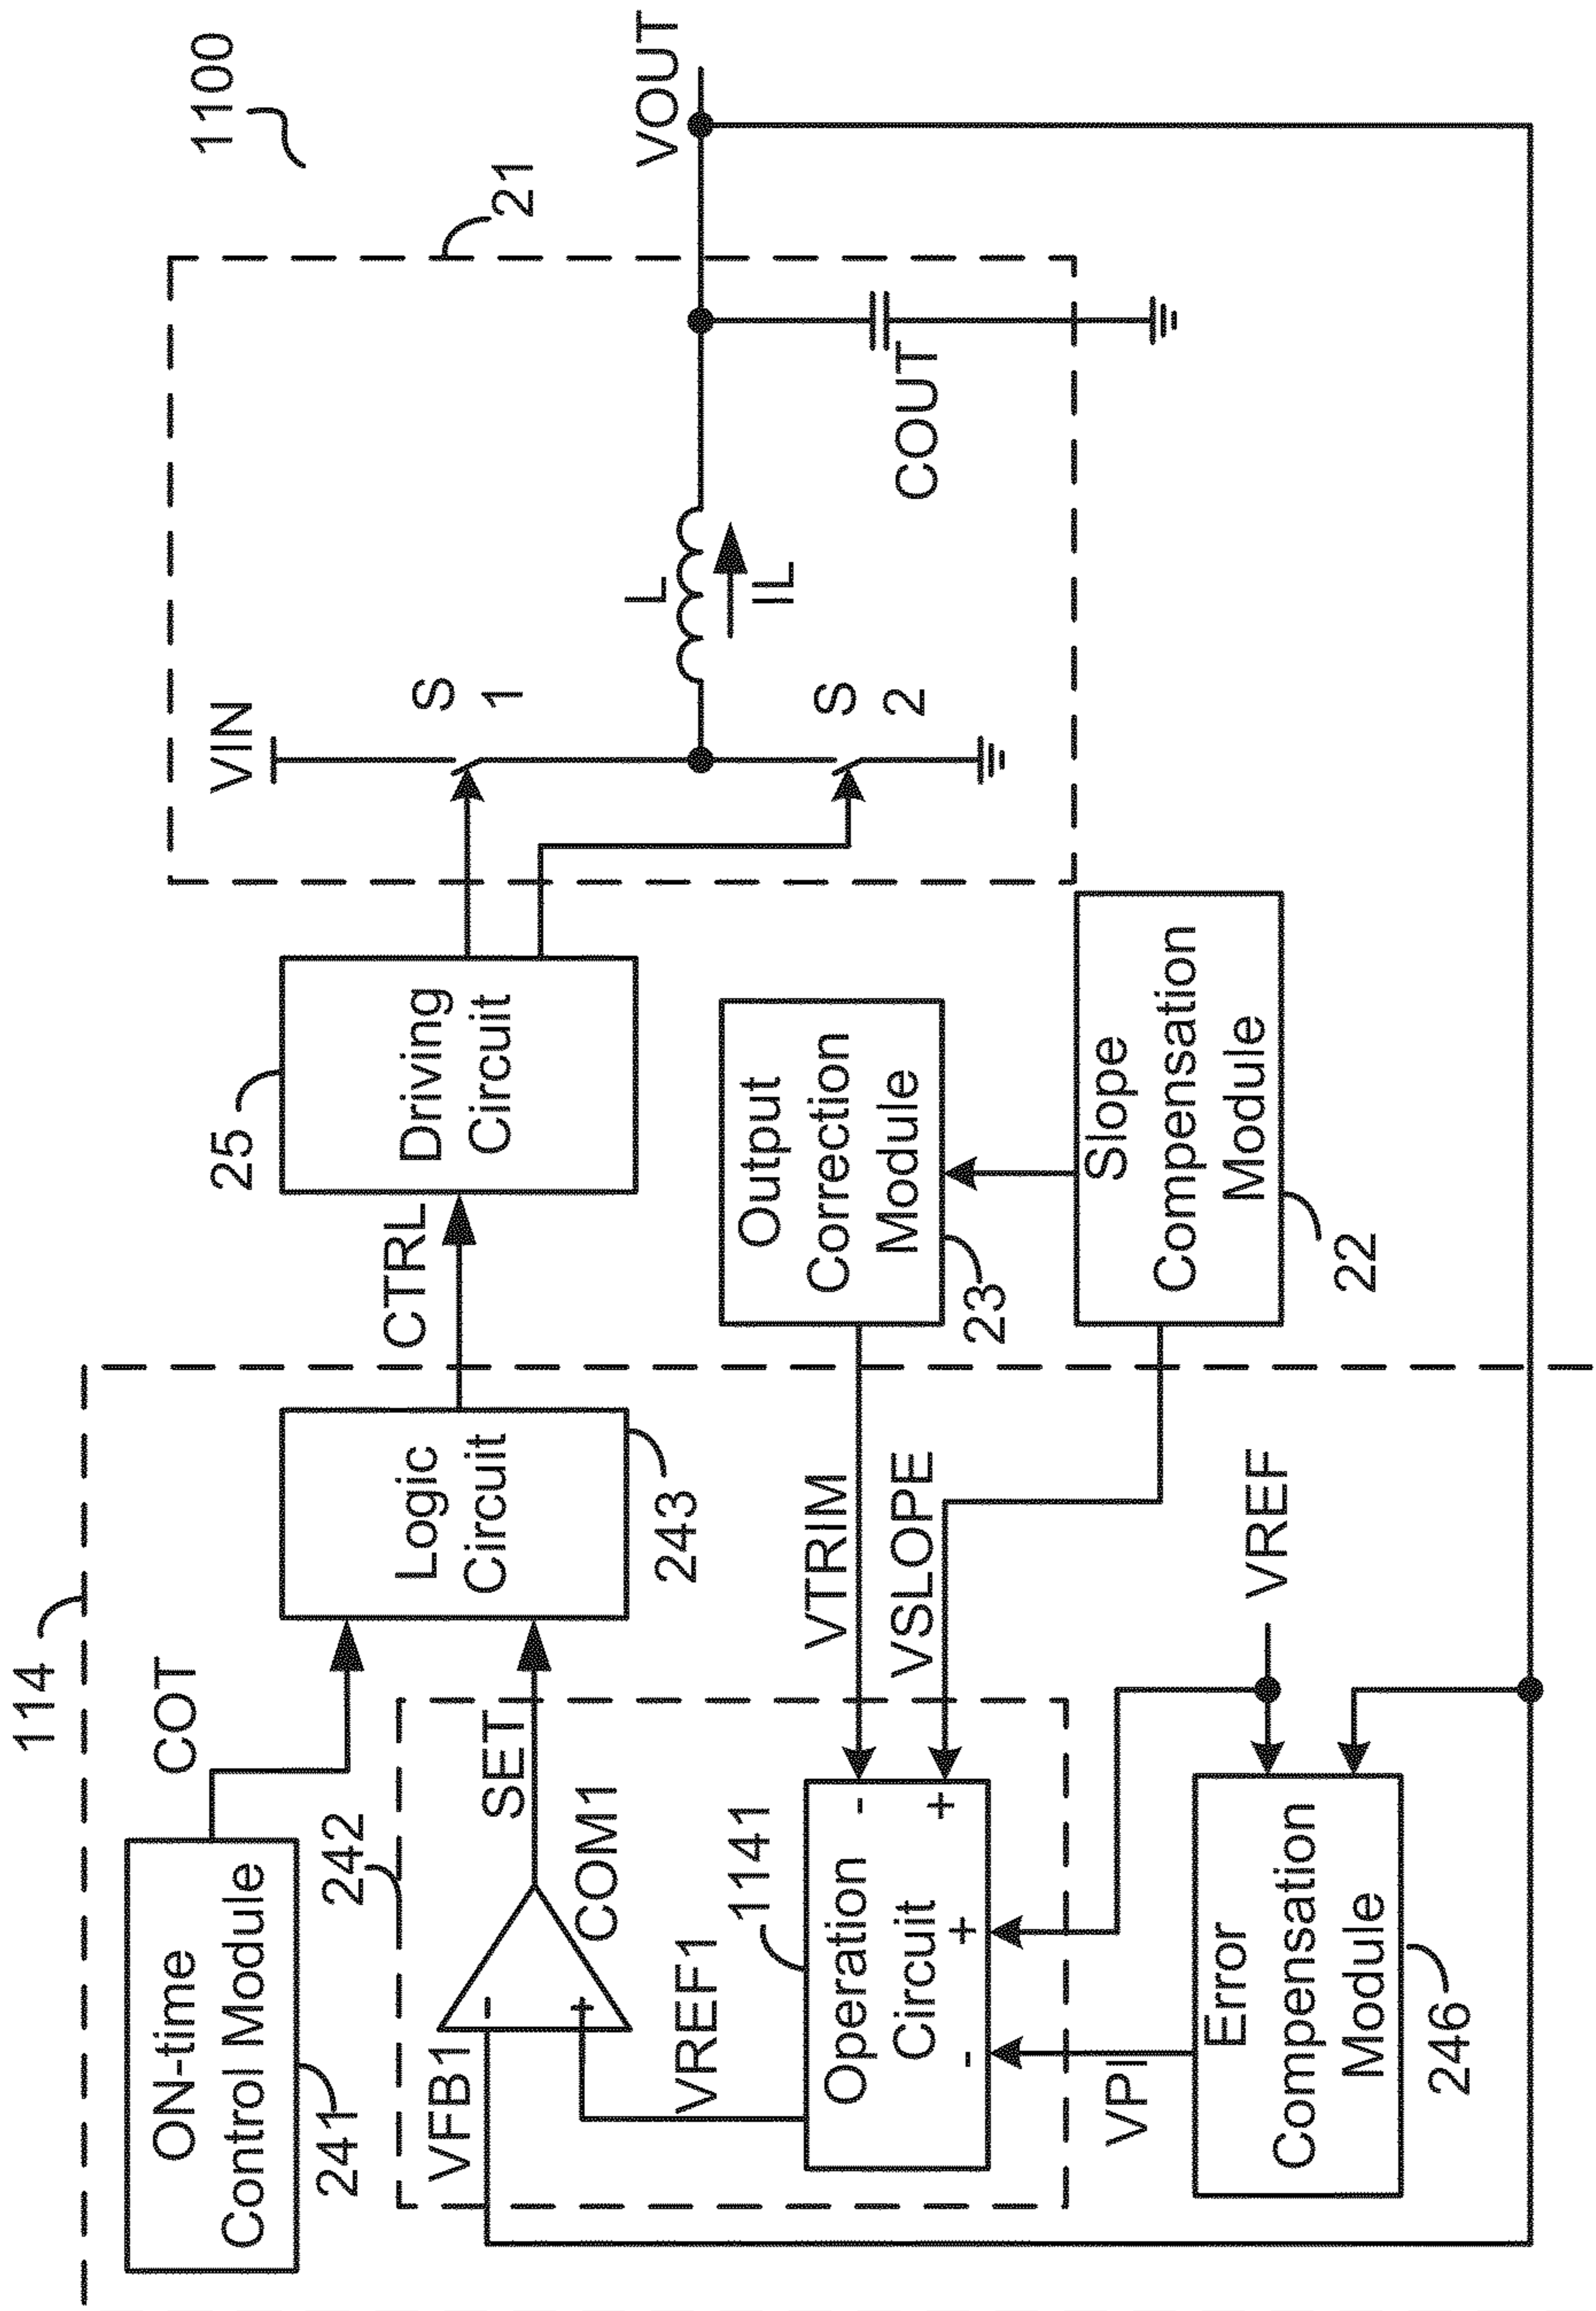 1100
114
21
VIN
S
1
S
2
L
IL
COUT
VOUT
25
Driving
Circuit
CTRL
Logic
Circuit
243
COT
ON-time
Control Module
241
242
SET
COM1
-
+
VFB1
VREF1
1141
Operation
Circuit
-
+
+
-
VTRIM
VSLOPE
Output
Correction
Module
23
Slope
Compensation
Module
22
VREF
VPI
Error
Compensation
Module
246